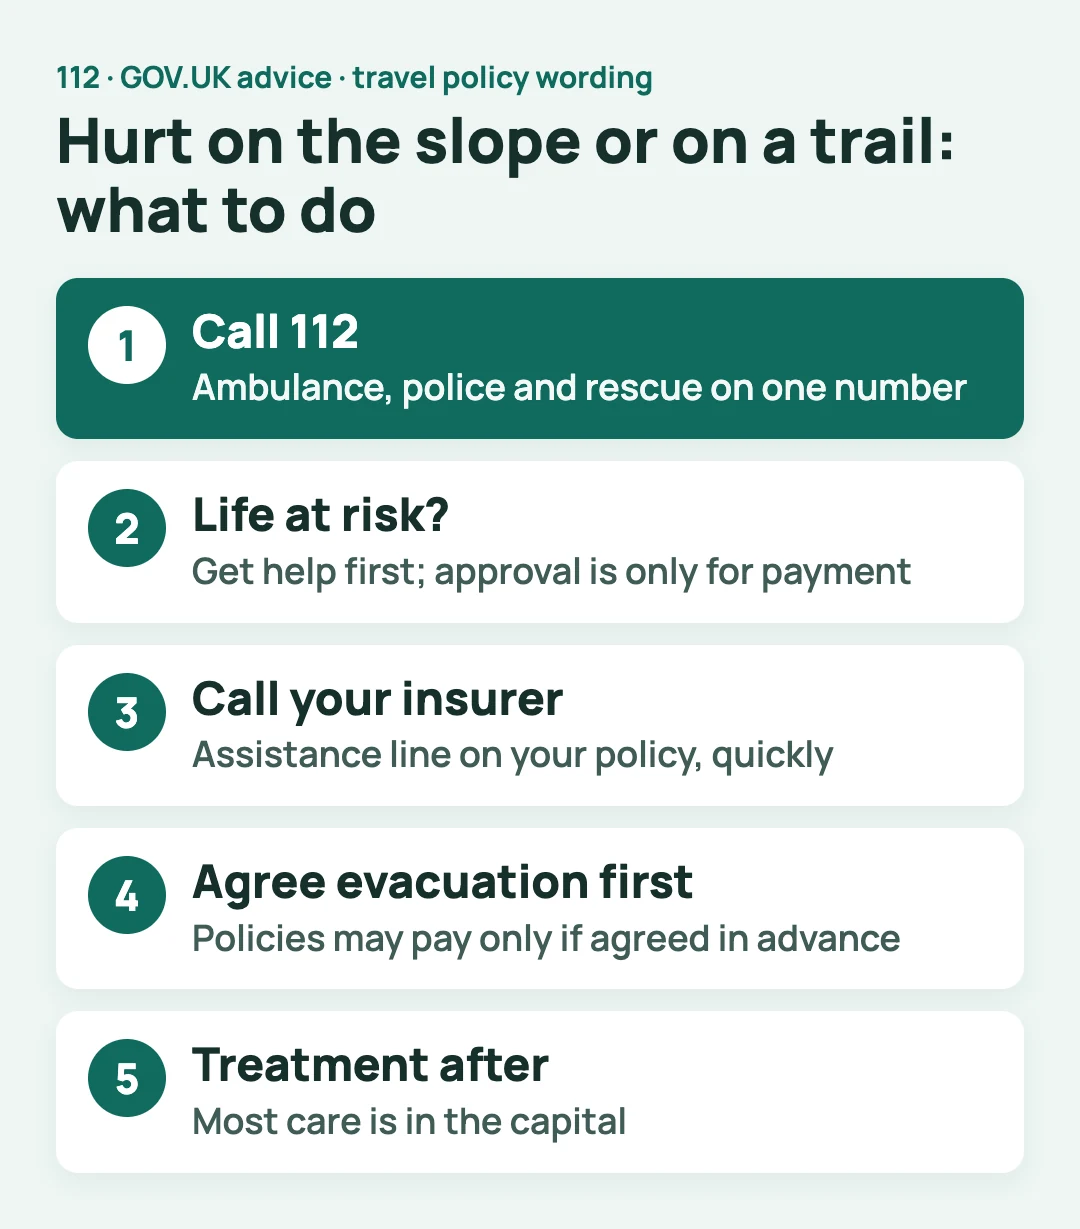 112 · GOV.UK advice · travel policy wording
Hurt on the slope or on a trail:
what to do
1
Call 112
Ambulance, police and rescue on one number
2
Life at risk?
Get help first; approval is only for payment
3
Call your insurer
Assistance line on your policy, quickly
4
Agree evacuation first
Policies may pay only if agreed in advance
5
Treatment after
Most care is in the capital